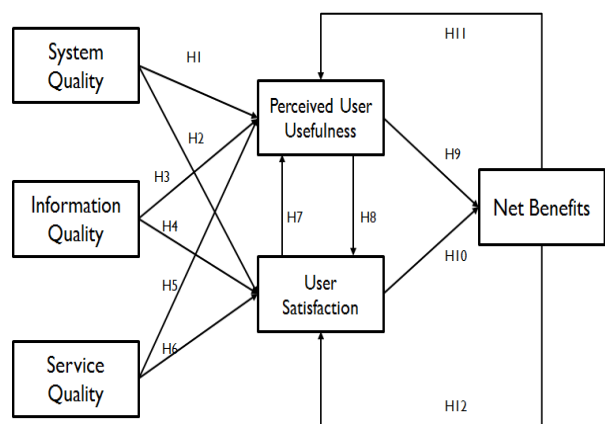 System
Quality
H1
H11
Perceived User
Usefulness
H2
H3
H9
Information
Quality
H4
H7
H8
Net Benefits
H10
H5
User
Satisfaction
H6
Service
Quality
H12